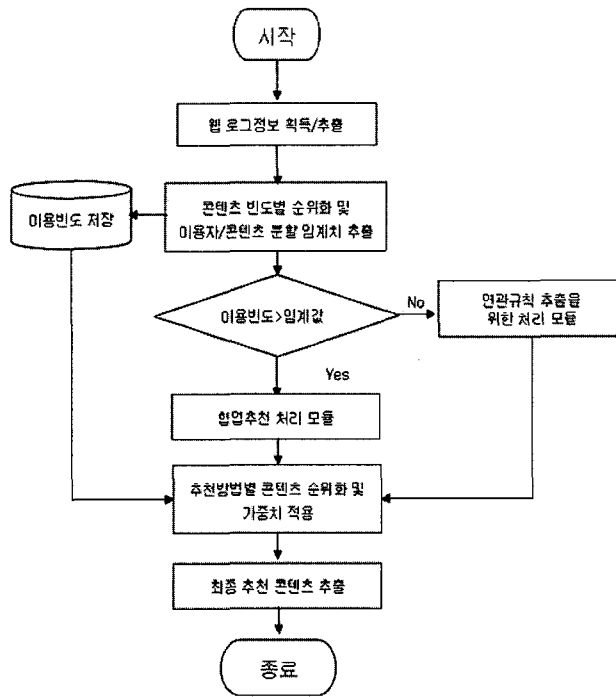 시작
웹 로그정보 획득/추출
콘텐츠 빈도별 순위화 및
이용자/콘텐츠 분할 임계치 추출
이용빈도 저장
이용빈도>임계값
No
연관규칙 추출을
위한 처리 모듈
Yes
협업추천 처리 모듈
추천방법별 콘텐츠 순위화 및
가중치 적용
최종 추천 콘텐츠 추출
종료